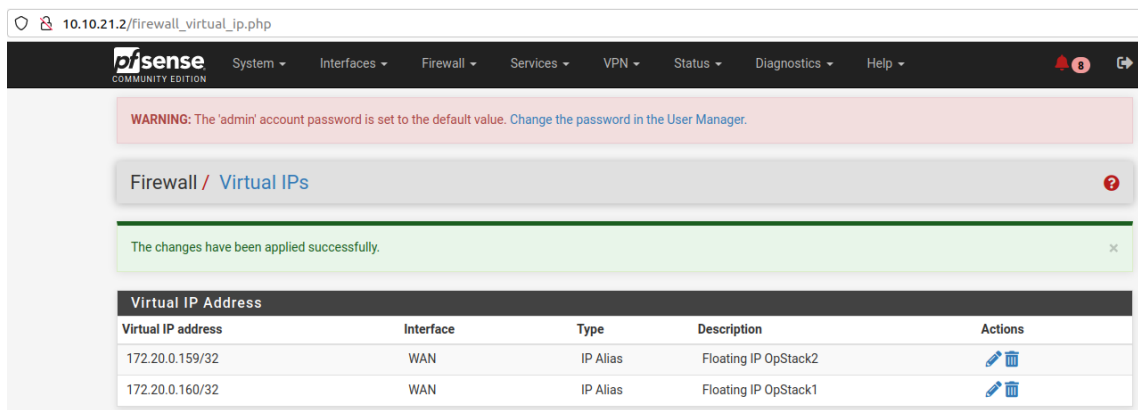 10.10.21.2/firewall_virtual_ip.php
pfsense COMMUNITY EDITION System Interfaces Firewall Services VPN Status Diagnostics Help 8
WARNING: The 'admin' account password is set to the default value. Change the password in the User Manager.
Firewall / Virtual IPs
The changes have been applied successfully.
Virtual IP Address
Virtual IP address Interface Type Description Actions
172.20.0.159/32 WAN IP Alias Floating IP OpStack2
172.20.0.160/32 WAN IP Alias Floating IP OpStack1